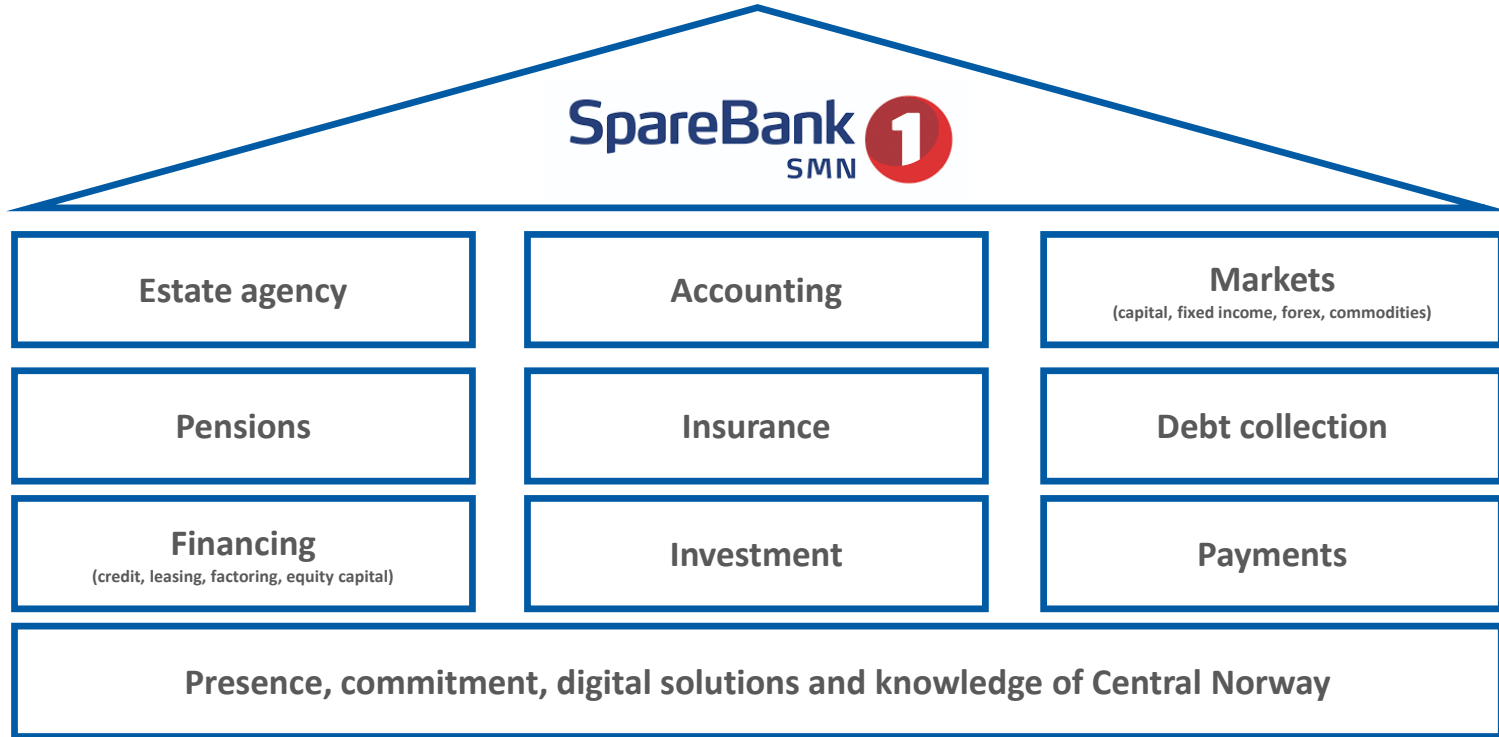 SpareBank 1
SMN
Estate agency
Accounting
Markets
(capital, fixed income, forex, commodities)
Pensions
Insurance
Debt collection
Financing
(credit, leasing, factoring, equity capital)
Investment
Payments
Presence, commitment, digital solutions and knowledge of Central Norway